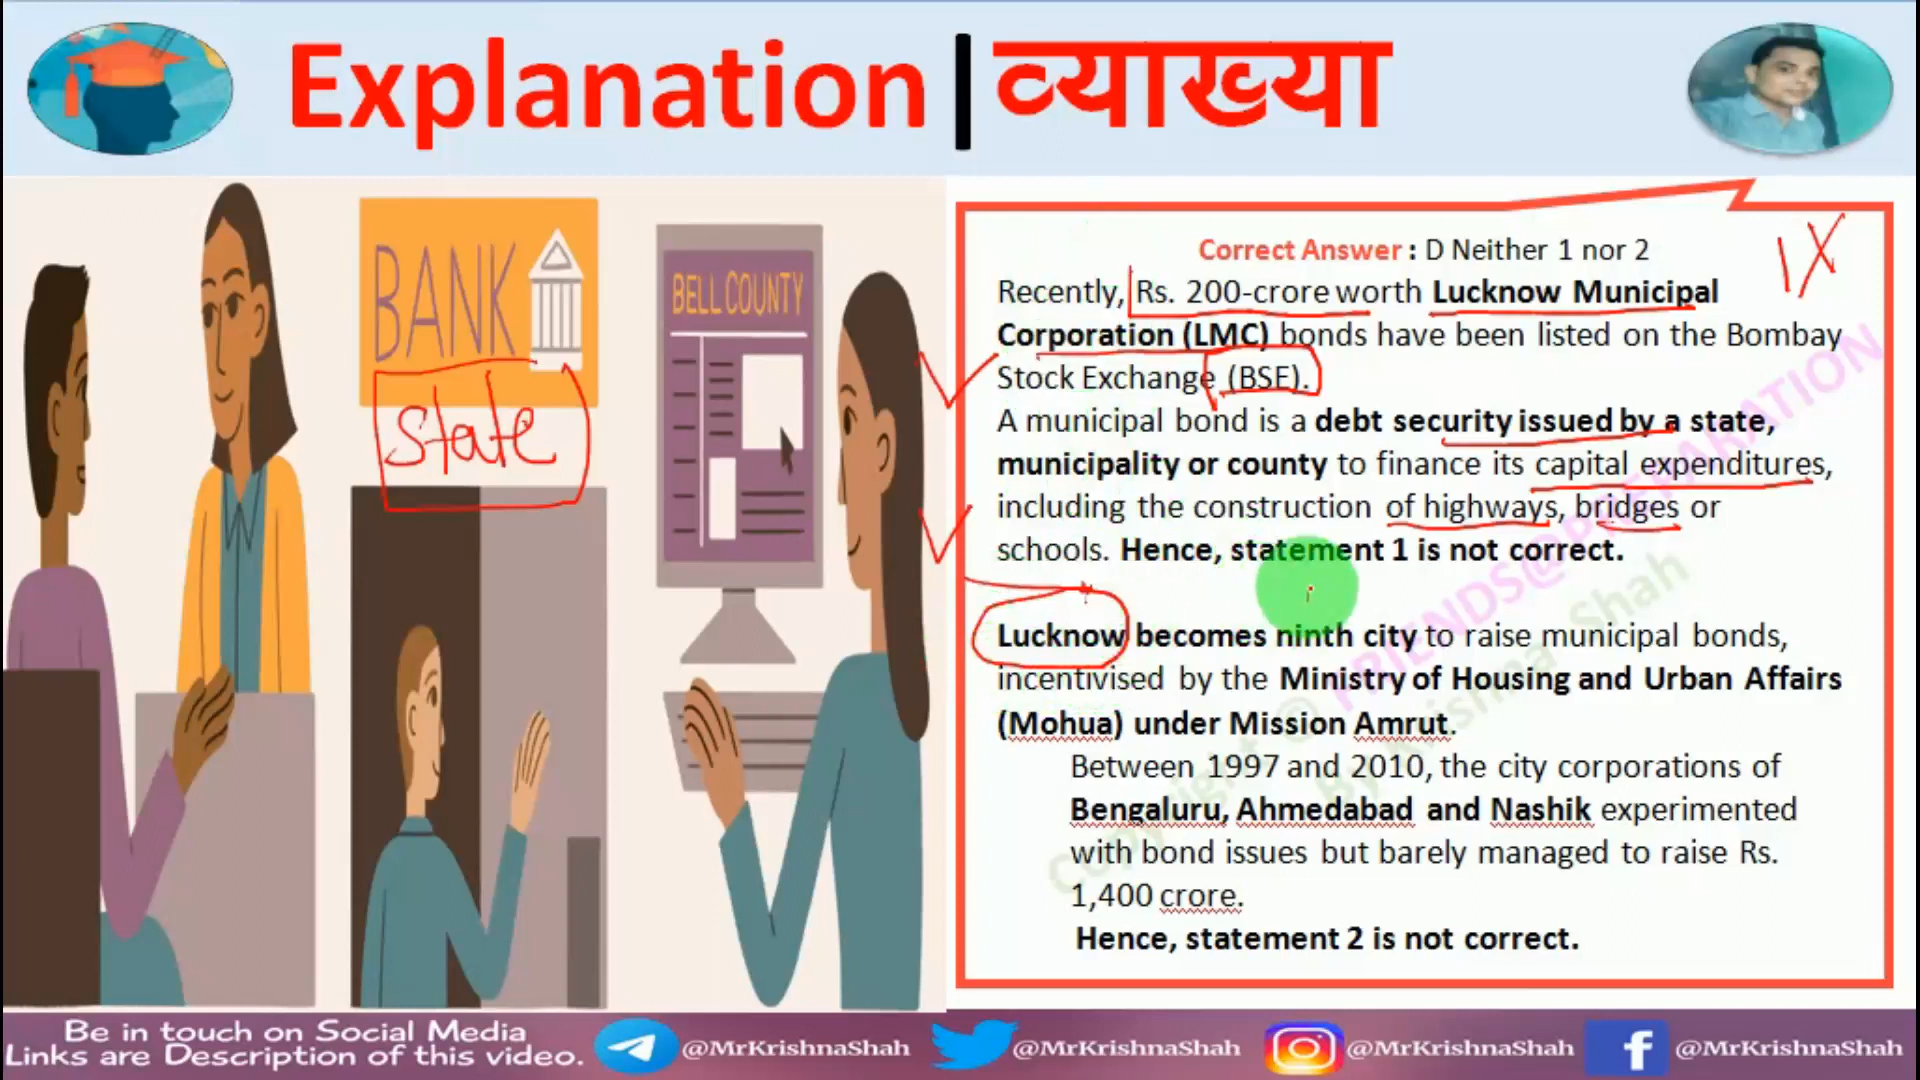 Explanation|व्याख्या
BANK
state
BELL COUNTY
1X
Correct Answer : D Neither 1 nor 2
Recently, Rs. 200-crore worth Lucknow Municipal
Corporation (LMC) bonds have been listed on the Bombay
Stock Exchange (BSE).
A municipal bond is a debt security issued by a state,
municipality or county to finance its capital expenditures,
including the construction of highways, bridges or
schools. Hence, statement 1 is not correct.
Lucknow becomes ninth city to raise municipal bonds,
incentivised by the Ministry of Housing and Urban Affairs
(Mohua) under Mission Amrut.
Between 1997 and 2010, the city corporations of
Bengaluru, Ahmedabad and Nashik experimented
with bond issues but barely managed to raise Rs.
1,400 crore.
Hence, statement 2 is not correct.
Copyright @ FRIENDS@PREPARATION
By Krishna Shah
Be in touch on Social Media
Links are Description of this video.
@MrKrishnaShah
@MrKrishnaShah
@MrKrishnaShah
@MrKrishnaShah